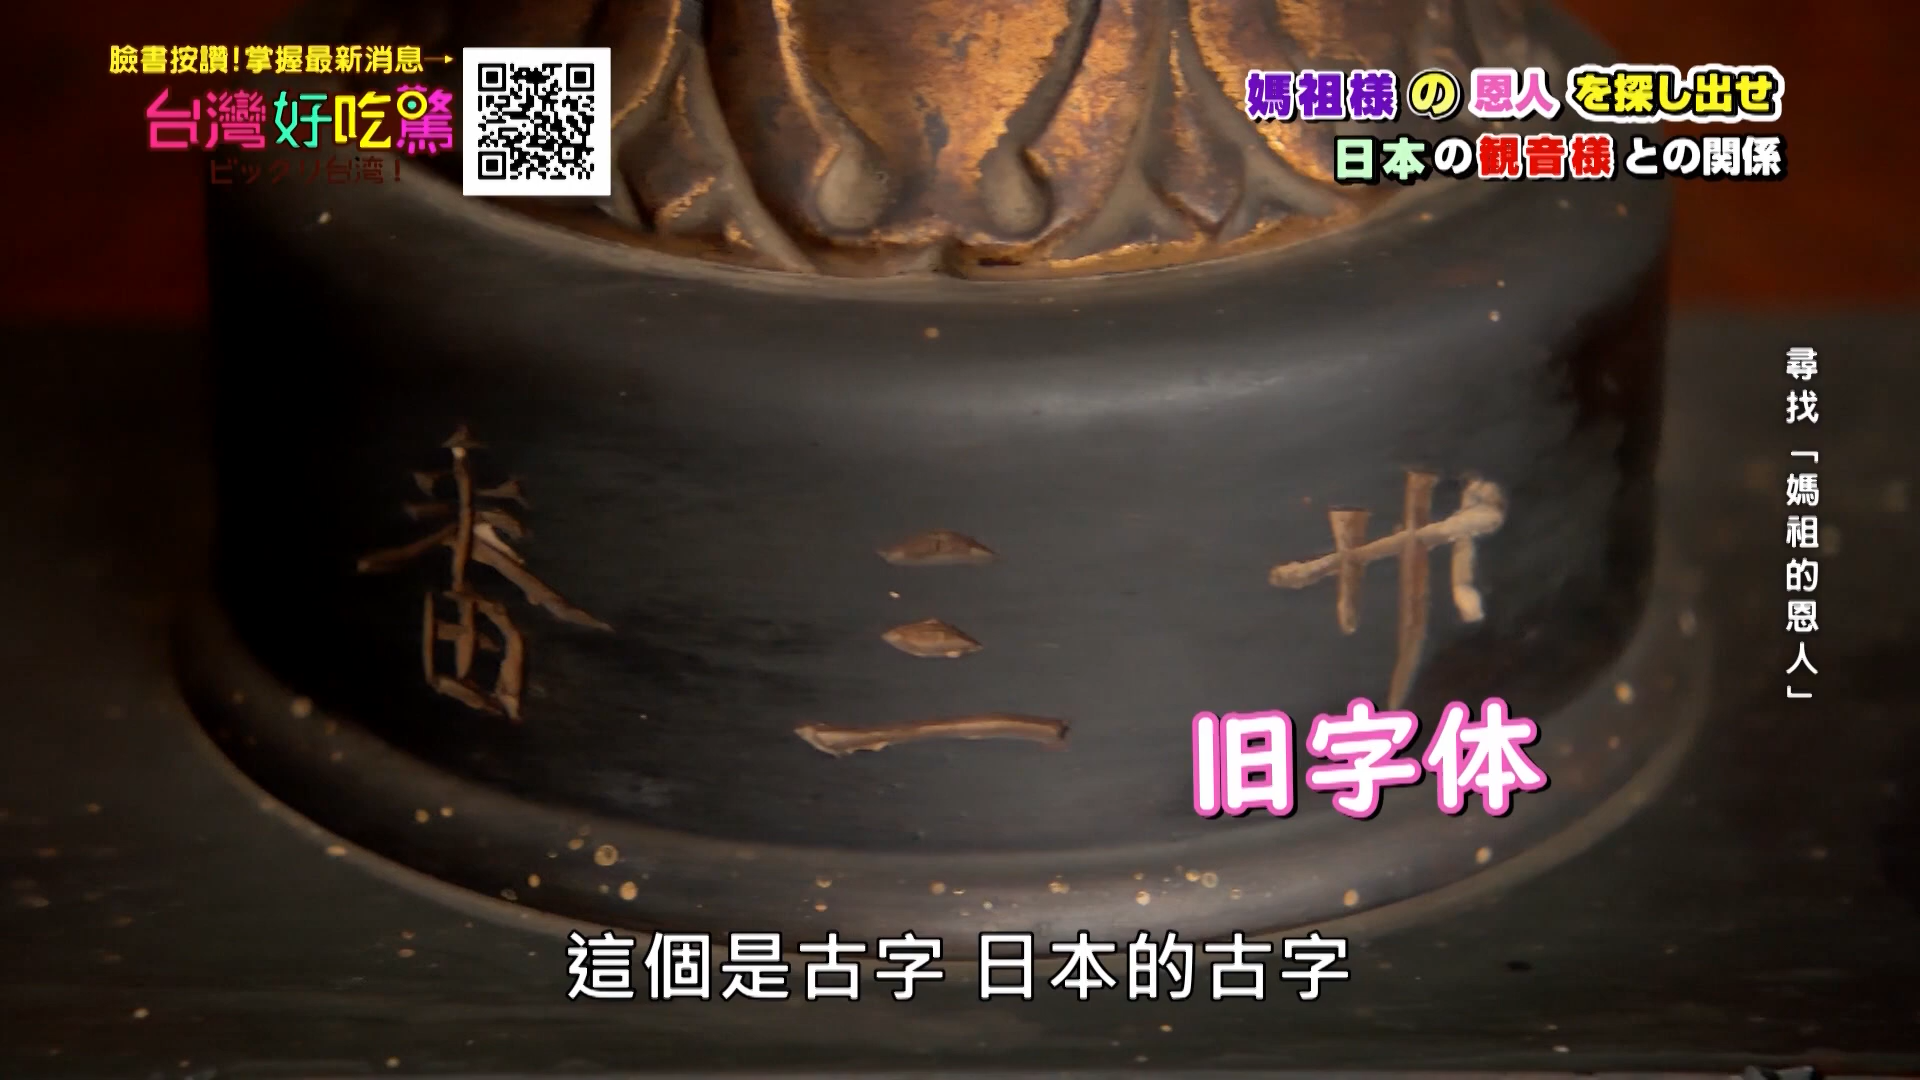 臉書按讚!掌握最新消息→
台灣好吃驚
ビックリ台湾!
媽祖様の恩人を探し出せ
日本の観音様との関係
尋找「媽祖的恩人」
卅三番
旧字体
這個是古字 日本的古字